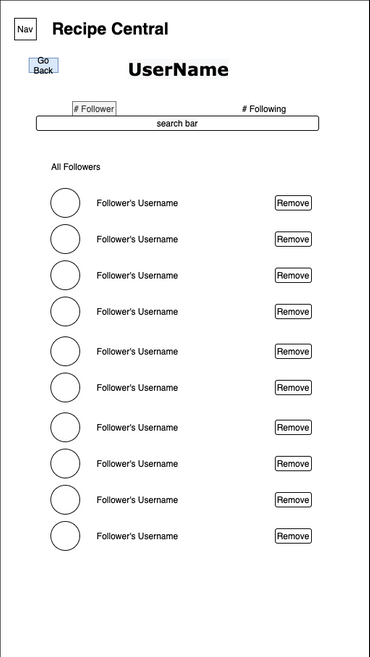 Nav
Recipe Central
Go
Back
UserName
# Follower
# Following
search bar
All Followers
Follower's Username Remove
Follower's Username Remove
Follower's Username Remove
Follower's Username Remove
Follower's Username Remove
Follower's Username Remove
Follower's Username Remove
Follower's Username Remove
Follower's Username Remove
Follower's Username Remove